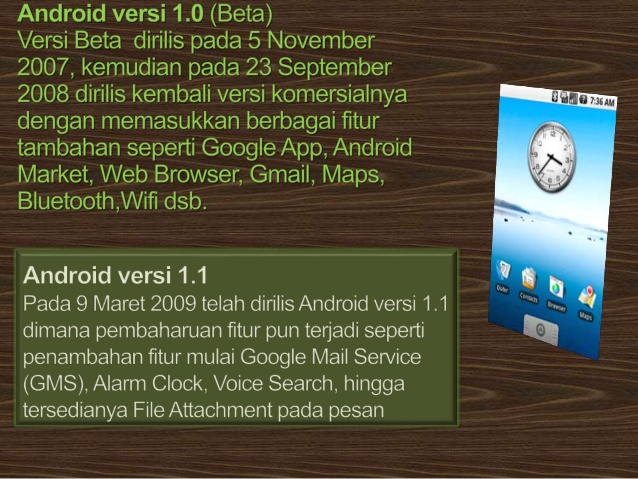 Android versi 1.0 (Beta)
Versi Beta dirilis pada 5 November
2007, kemudian pada 23 September
2008 dirilis kembali versi komersialnya
dengan memasukkan berbagai fitur
tambahan seperti Google App, Android
Market, Web Browser, Gmail, Maps,
Bluetooth,Wifi dsb.
7:36 AM
Dialer
Contacts
Browser
Maps
Android versi 1.1
Pada 9 Maret 2009 telah dirilis Android versi 1.1
dimana pembaharuan fitur pun terjadi seperti
penambahan fitur mulai Google Mail Service
(GMS), Alarm Clock, Voice Search, hingga
tersedianya File Attachment pada pesan